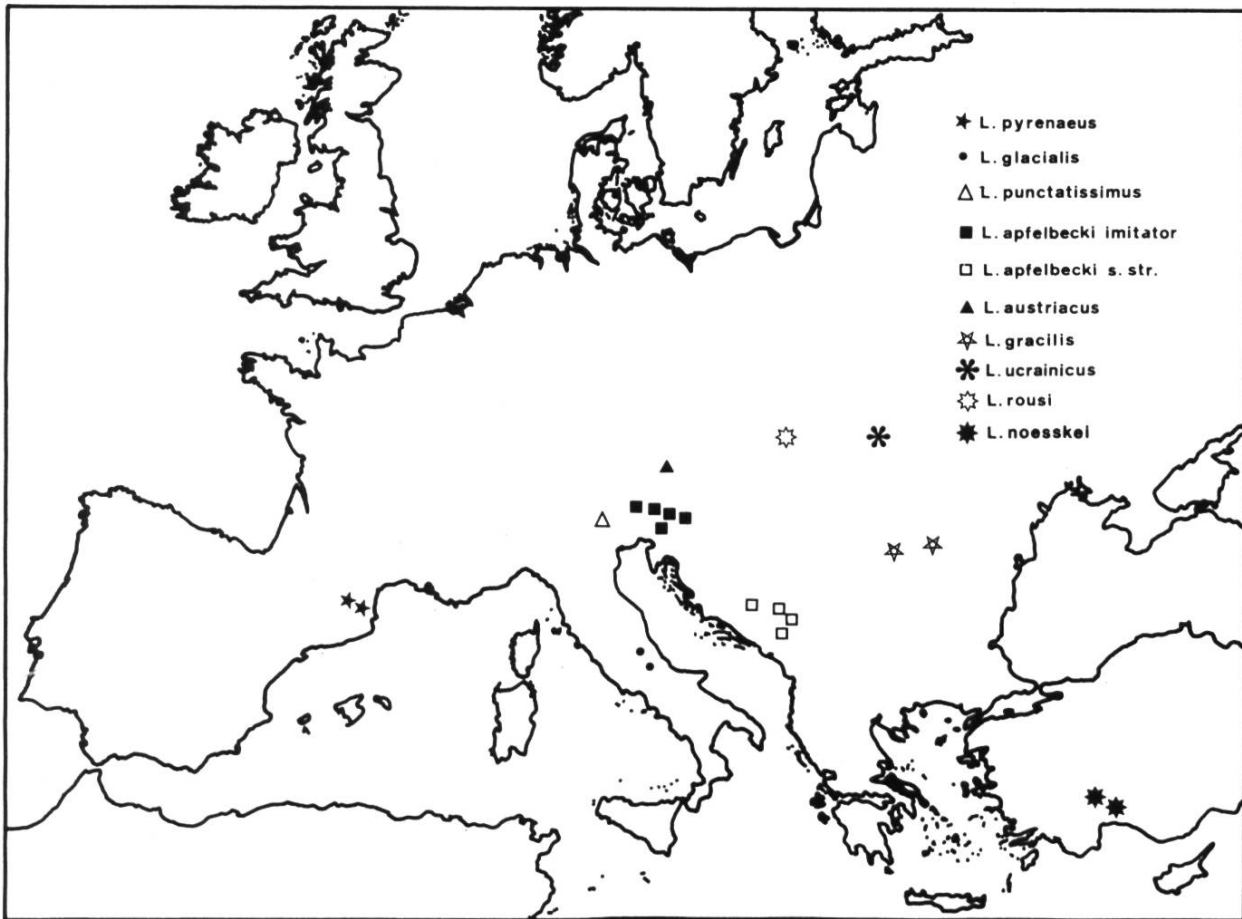 L. pyrenaeus
L. glacialis
L. punctatissimus
L. apfelbecki imitator
L. apfelbecki s. str.
L. austriacus
L. gracilis
L. ucrainicus
L. rousi
L. noesskei